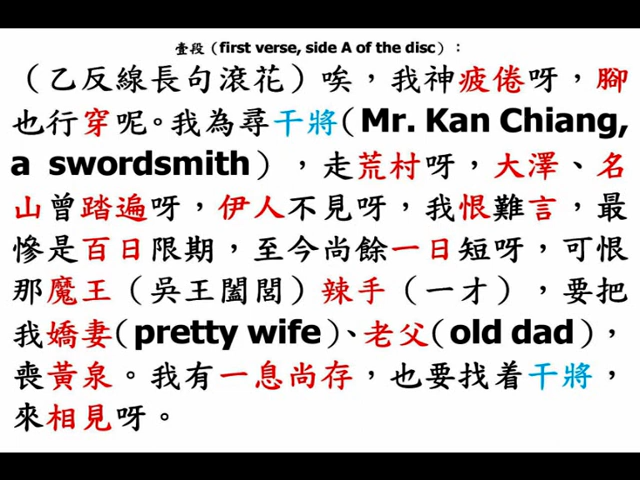 壹段（first verse, side A of the disc）：
（乙反線長句滾花）唉，我神疲倦呀，腳
也行穿呢。我為尋干將(Mr. Kan Chiang,
a swordsmith），走荒村呀，大澤、名
山曾踏遍呀，伊人不見呀，我恨難言，最
慘是百日限期，至今尚餘一日短呀，可恨
那魔王（吳王闔閭）辣手（一才），要把
我嬌妻(pretty wife)、老父(old dad)，
喪黃泉。我有一息尚存，也要找着干將，
來相見呀。